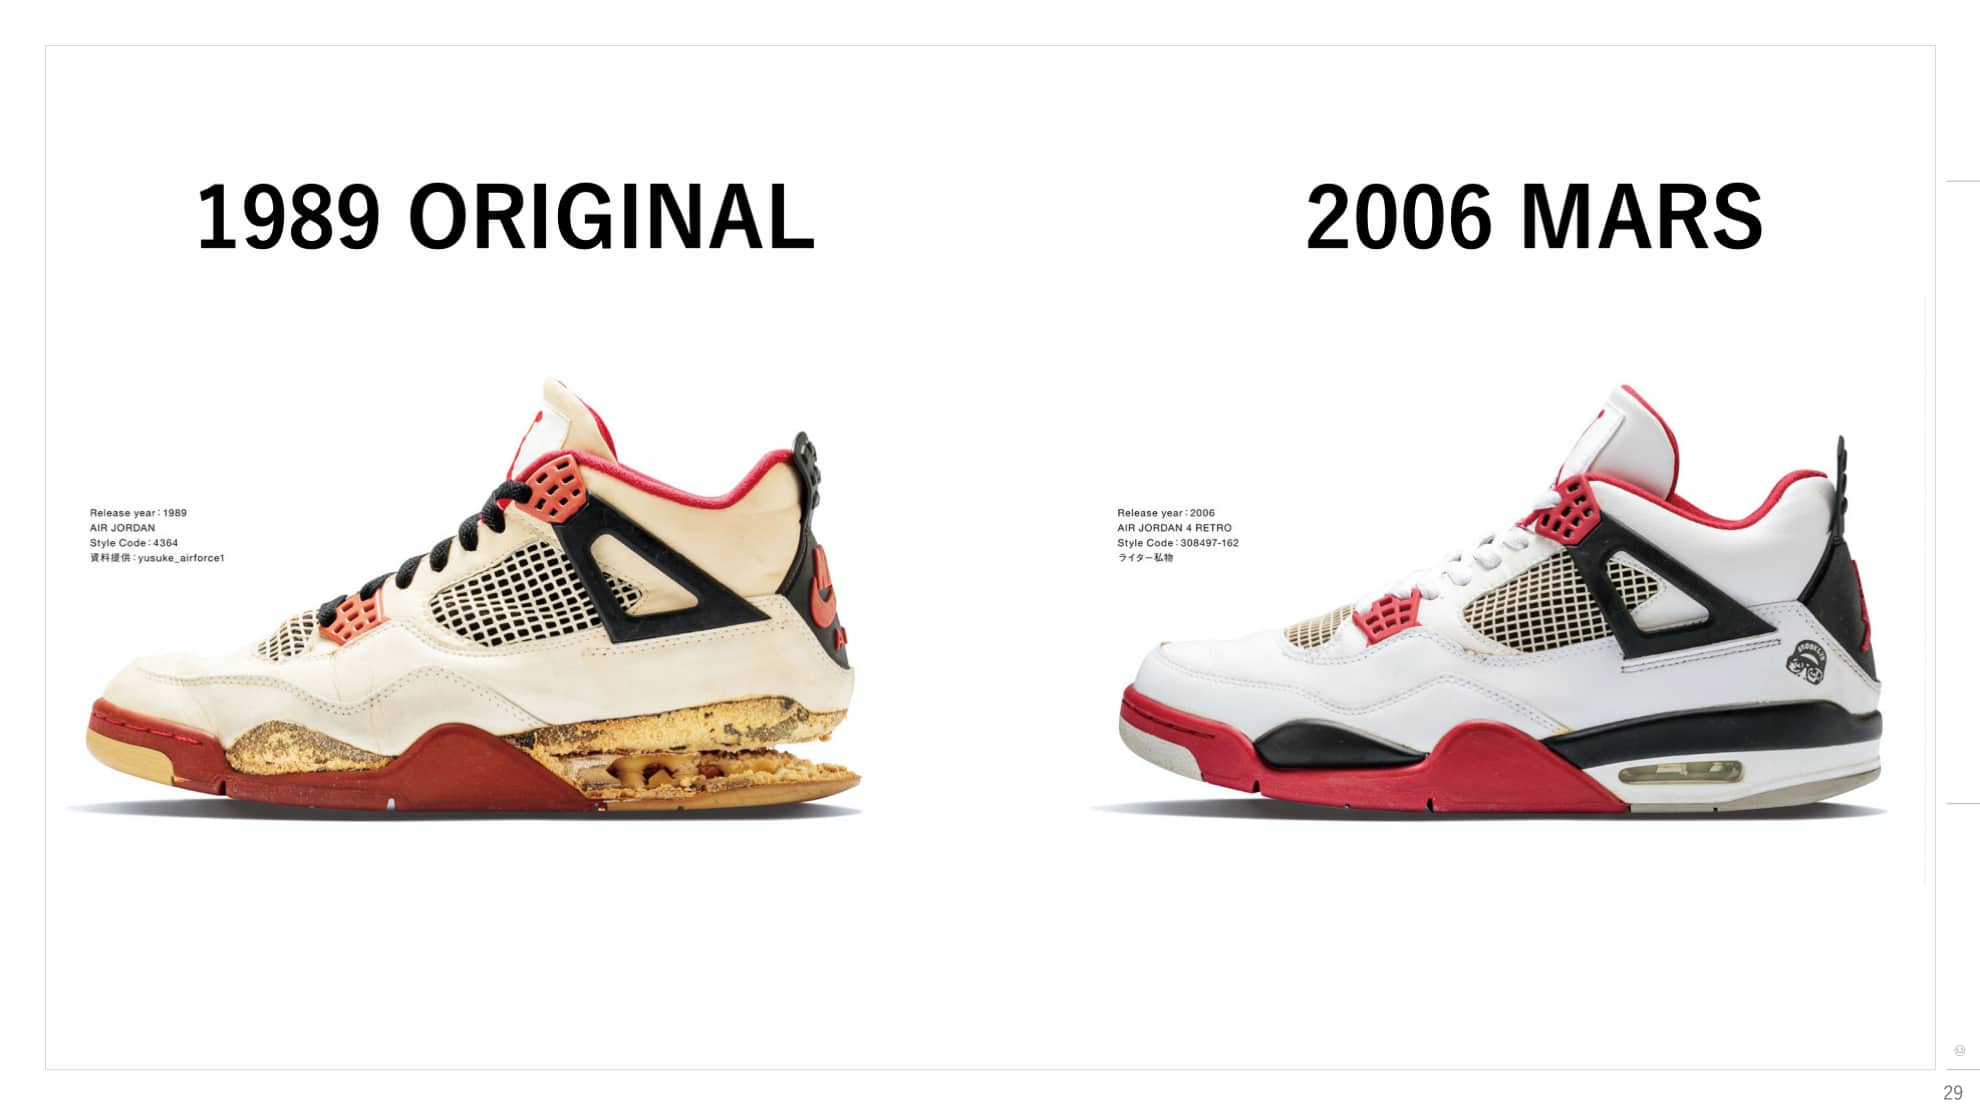 1989 ORIGINAL
Release year : 1989
AIR JORDAN
Style Code : 4364
資料提供 : yusuke_airforce1
2006 MARS
Release year : 2006
AIR JORDAN 4 RETRO
Style Code : 308497-162
ライター私物
BROOKLYN
29